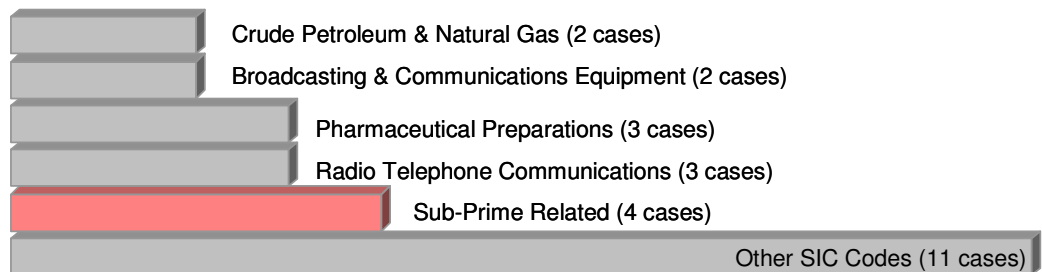 Crude Petroleum & Natural Gas (2 cases)
Broadcasting & Communications Equipment (2 cases)
Pharmaceutical Preparations (3 cases)
Radio Telephone Communications (3 cases)
Sub-Prime Related (4 cases)
Other SIC Codes (11 cases)